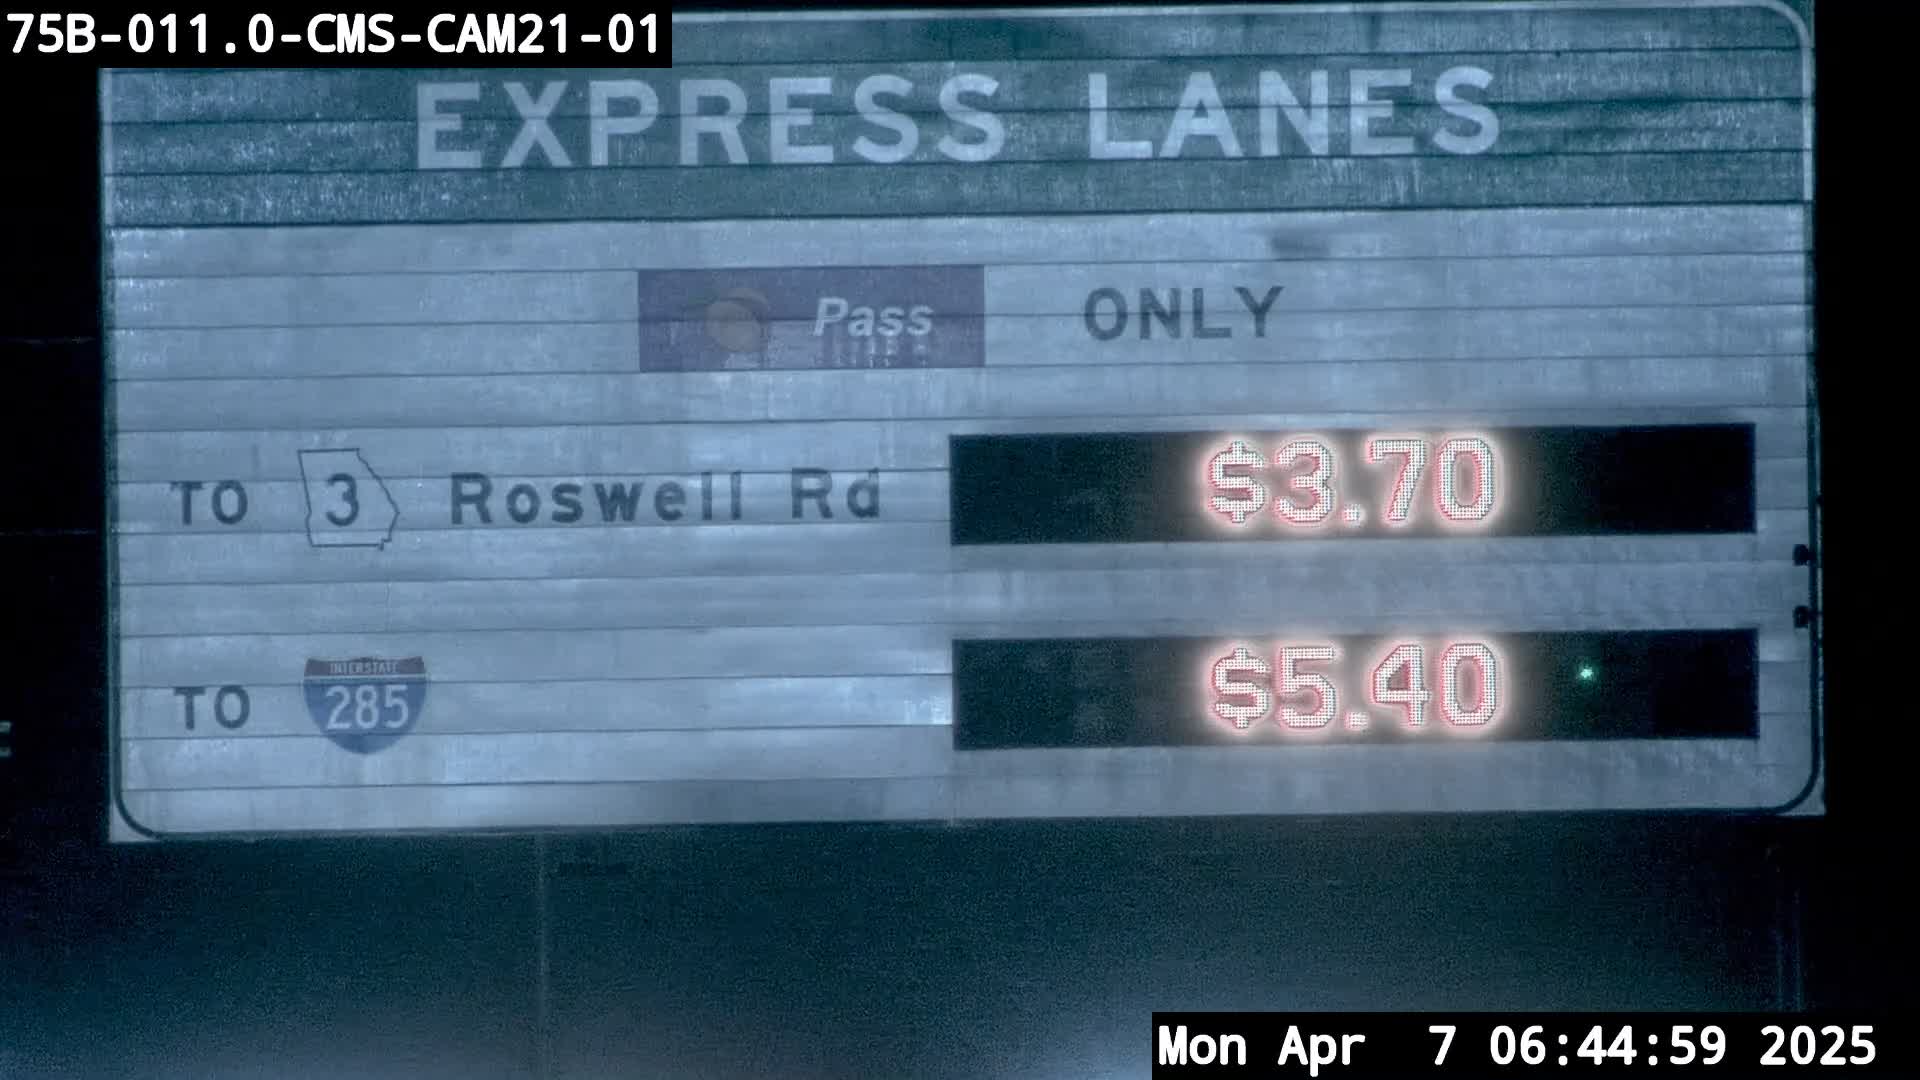 75B-011.0-CMS-CAM21-01
EXPRESS LANES
Pass ONLY
TO 3 Roswell Rd $3.70
INTERSTATE
TO 285 $5.40
Mon Apr 7 06:44:59 2025